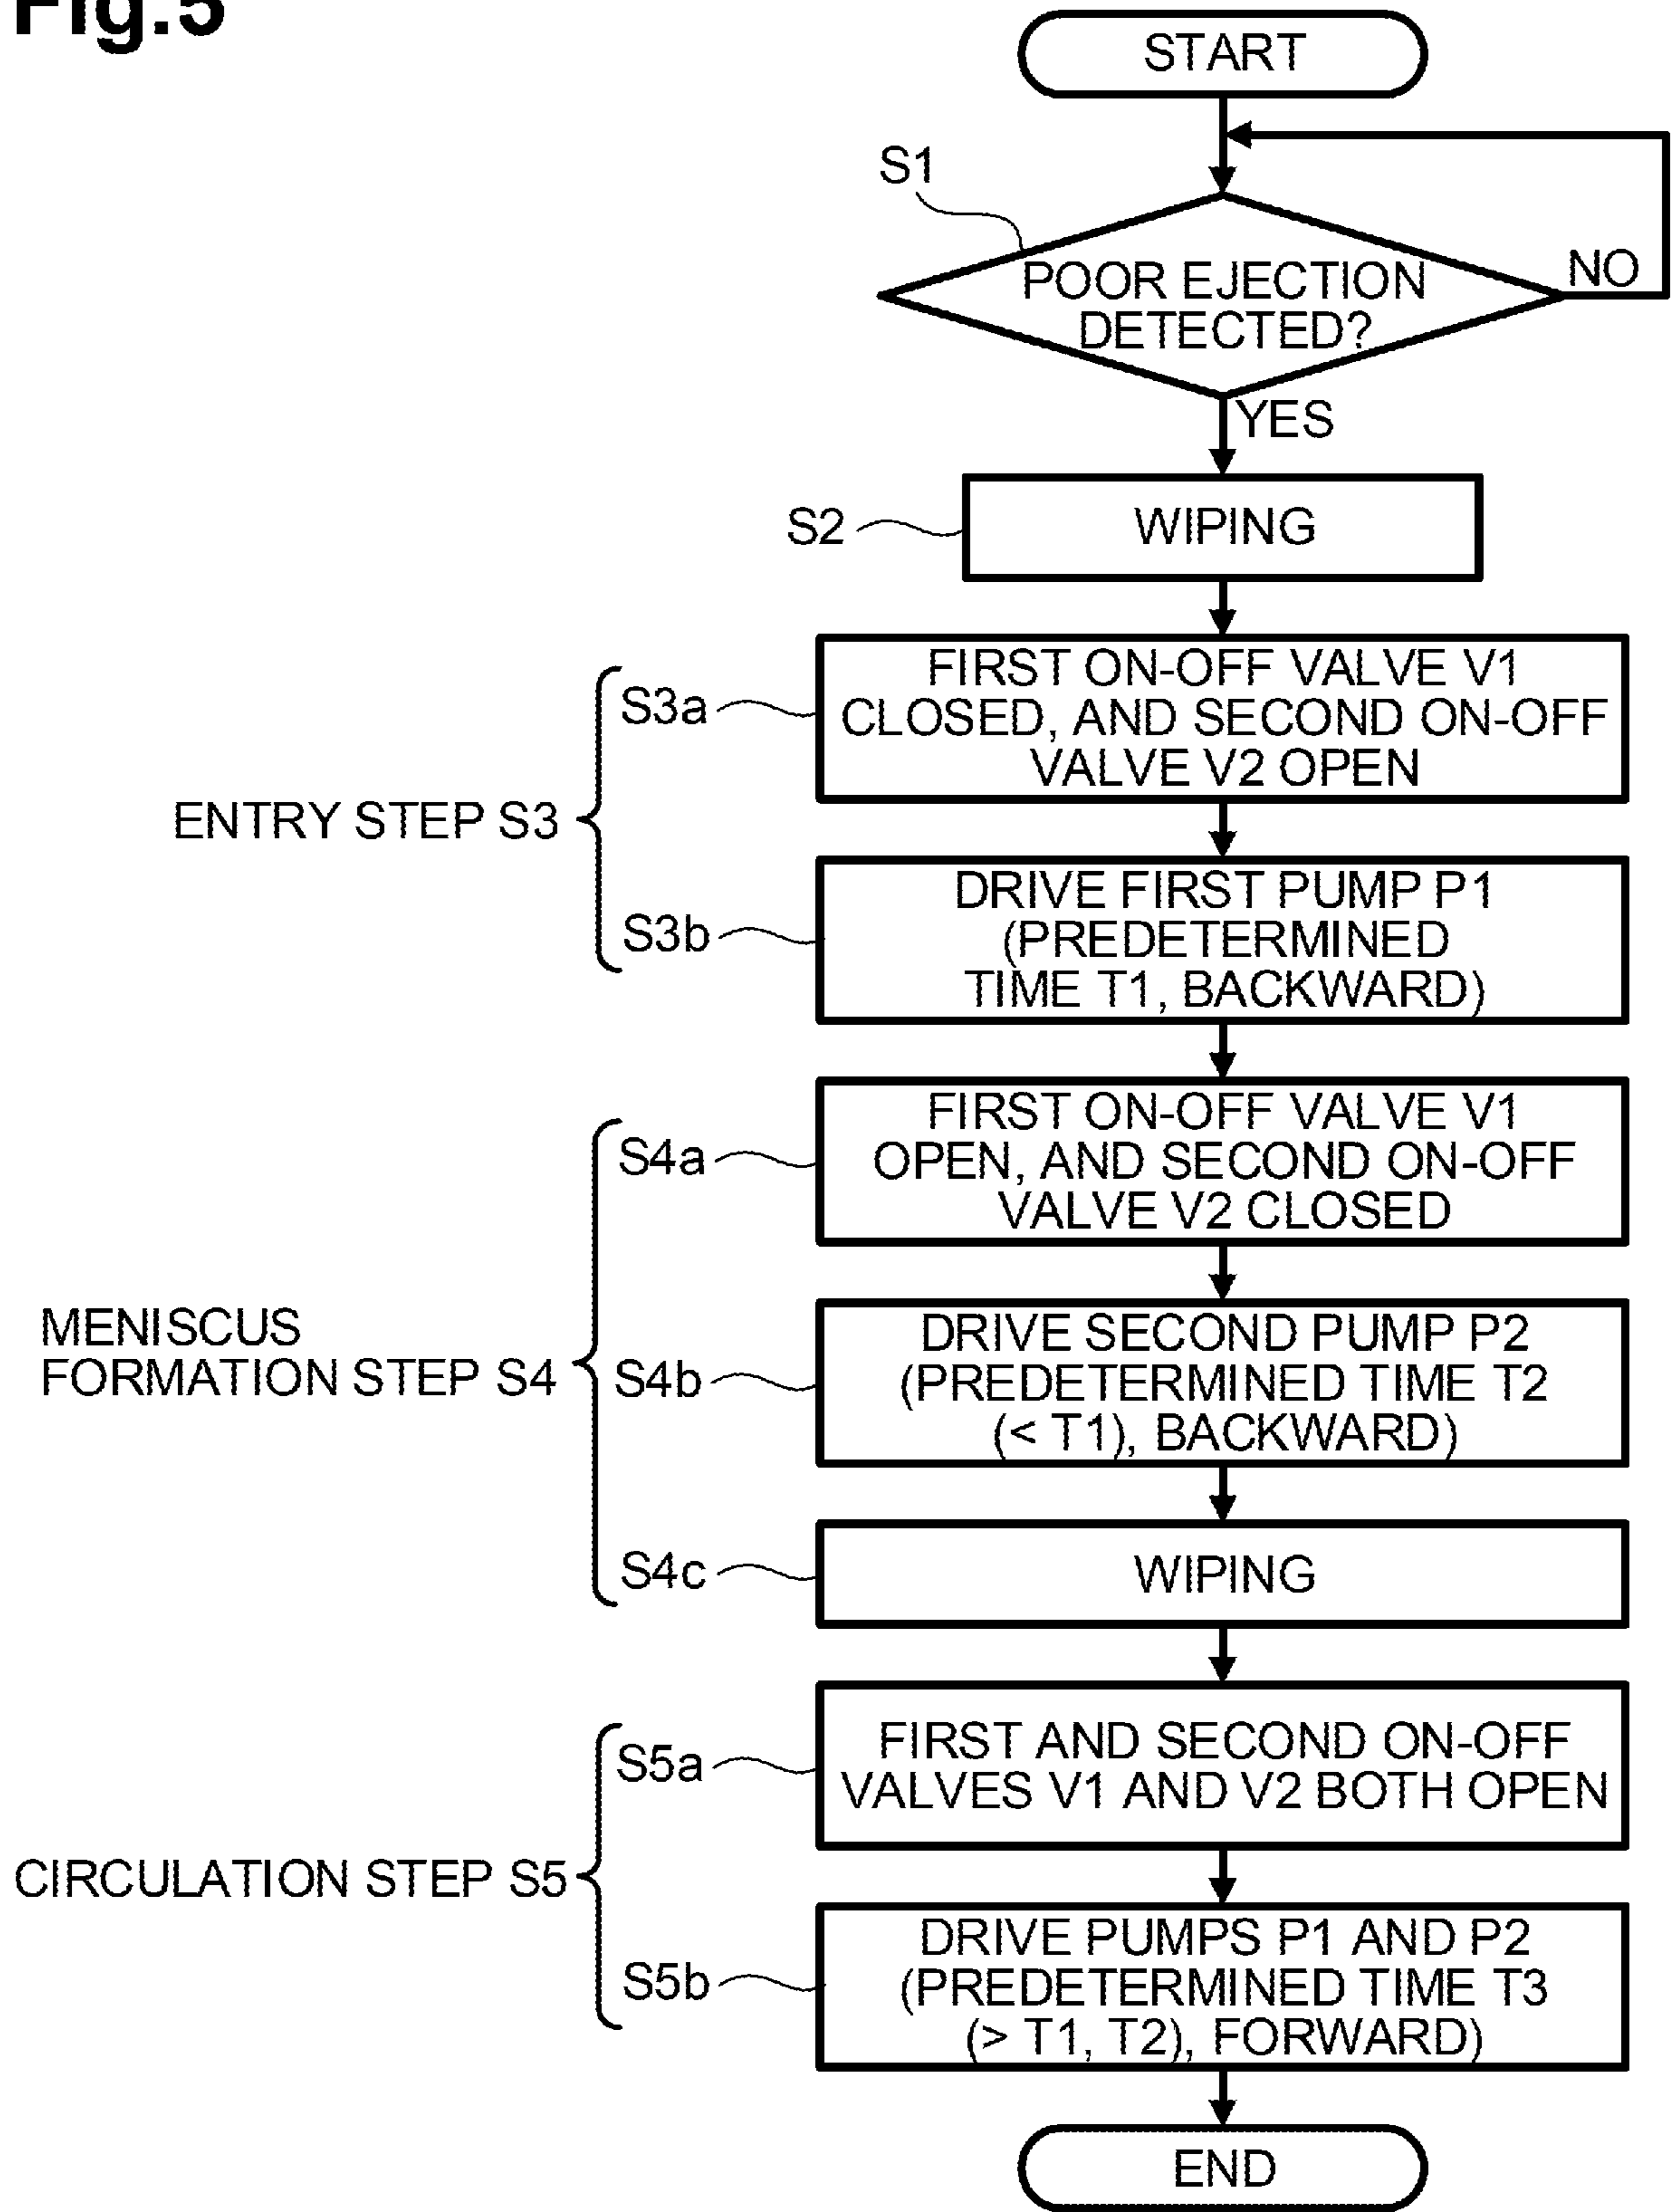 Fig.5
START
S1
POOR EJECTION
DETECTED?
NO
YES
S2
WIPING
ENTRY STEP S3
S3a
FIRST ON-OFF VALVE V1
CLOSED, AND SECOND ON-OFF
VALVE V2 OPEN
S3b
DRIVE FIRST PUMP P1
(PREDETERMINED
TIME T1, BACKWARD)
MENISCUS
FORMATION STEP S4
S4a
FIRST ON-OFF VALVE V1
OPEN, AND SECOND ON-OFF
VALVE V2 CLOSED
S4b
DRIVE SECOND PUMP P2
(PREDETERMINED TIME T2
(< T1), BACKWARD)
S4c
WIPING
CIRCULATION STEP S5
S5a
FIRST AND SECOND ON-OFF
VALVES V1 AND V2 BOTH OPEN
S5b
DRIVE PUMPS P1 AND P2
(PREDETERMINED TIME T3
(> T1, T2), FORWARD)
END